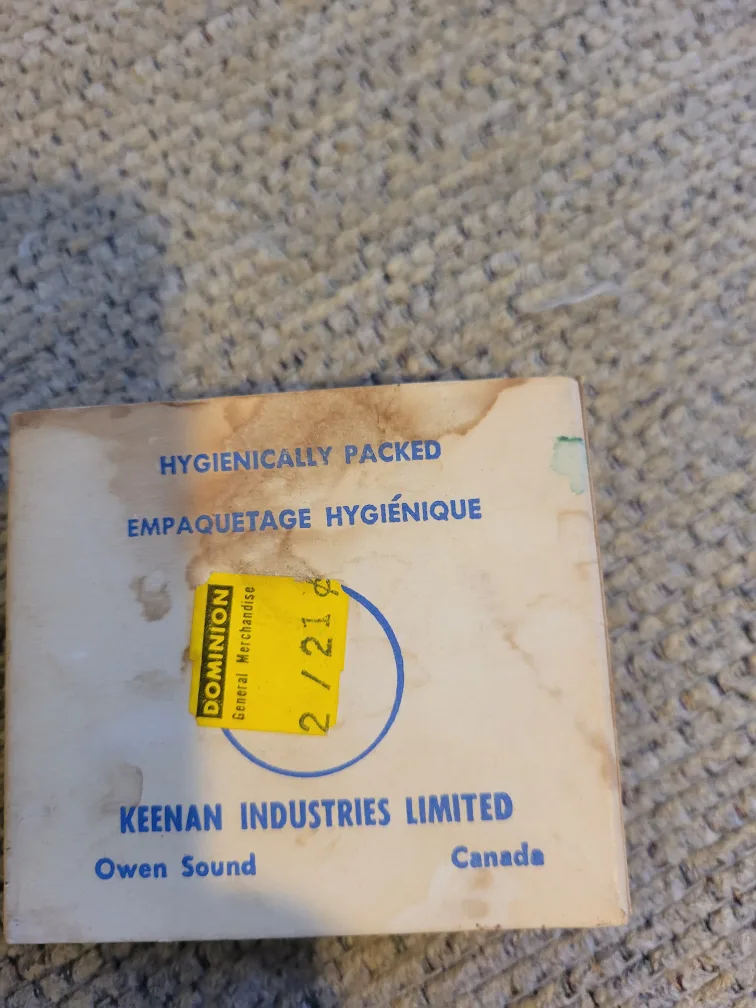 HYGIENICALLY PACKED
EMPAQUETAGE HYGIÉNIQUE
DOMINION
General Merchandise
2 / 21 ¢
KEENAN INDUSTRIES LIMITED
Owen Sound Canada